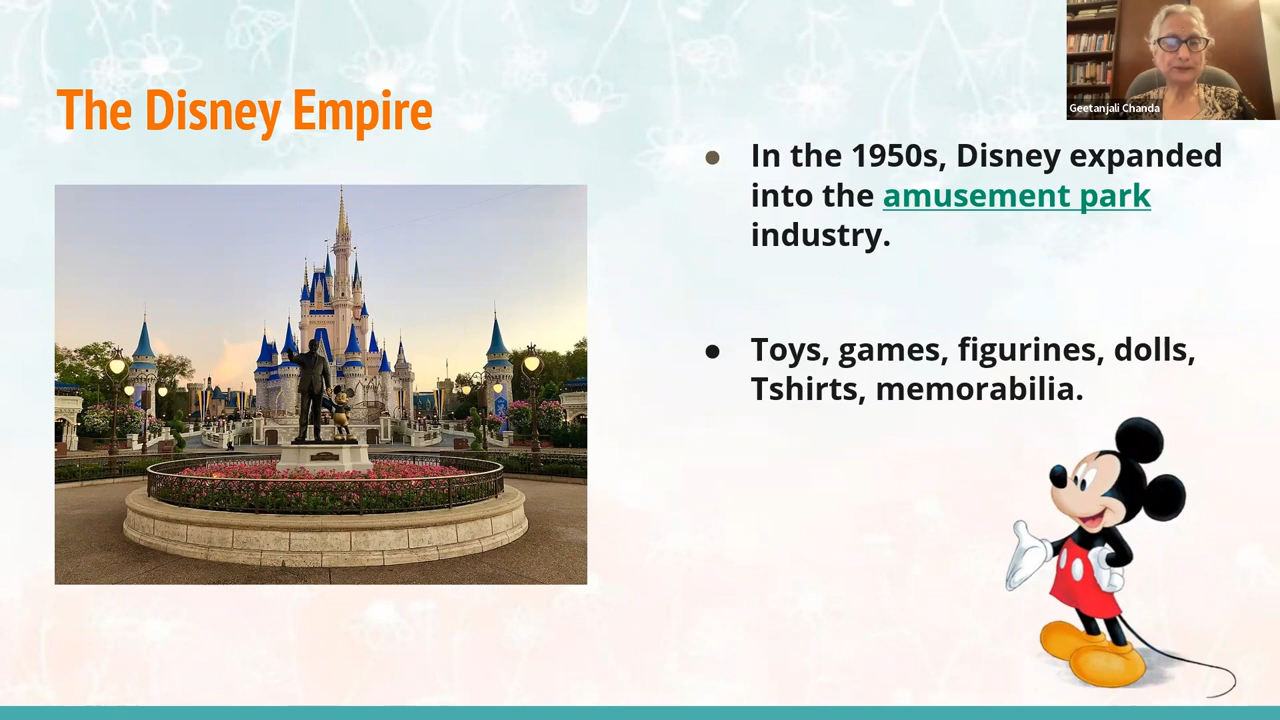 The Disney Empire
Geetanjali Chanda
● In the 1950s, Disney expanded
into the amusement park
industry.
● Toys, games, figurines, dolls,
Tshirts, memorabilia.